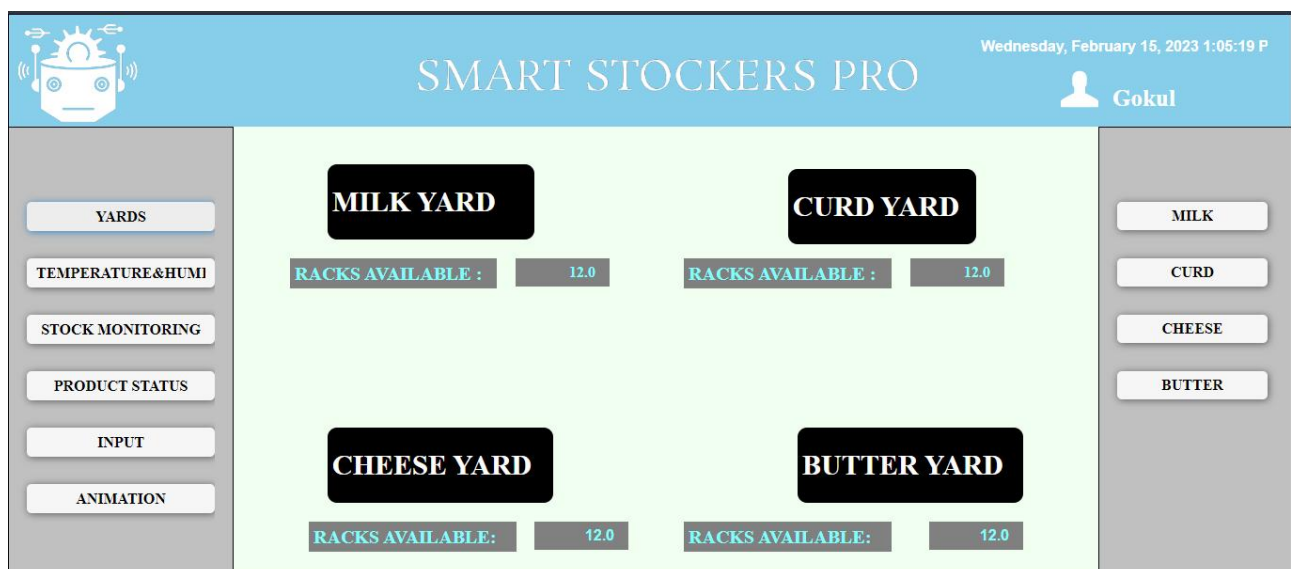 Wednesday, February 15, 2023 1:05:19 P
SMART STOCKERS PRO
Gokul
YARDS
TEMPERATURE&HUMI
STOCK MONITORING
PRODUCT STATUS
INPUT
ANIMATION
MILK YARD
RACKS AVAILABLE :
12.0
CURD YARD
RACKS AVAILABLE :
12.0
CHEESE YARD
RACKS AVAILABLE:
12.0
BUTTER YARD
RACKS AVAILABLE:
12.0
MILK
CURD
CHEESE
BUTTER